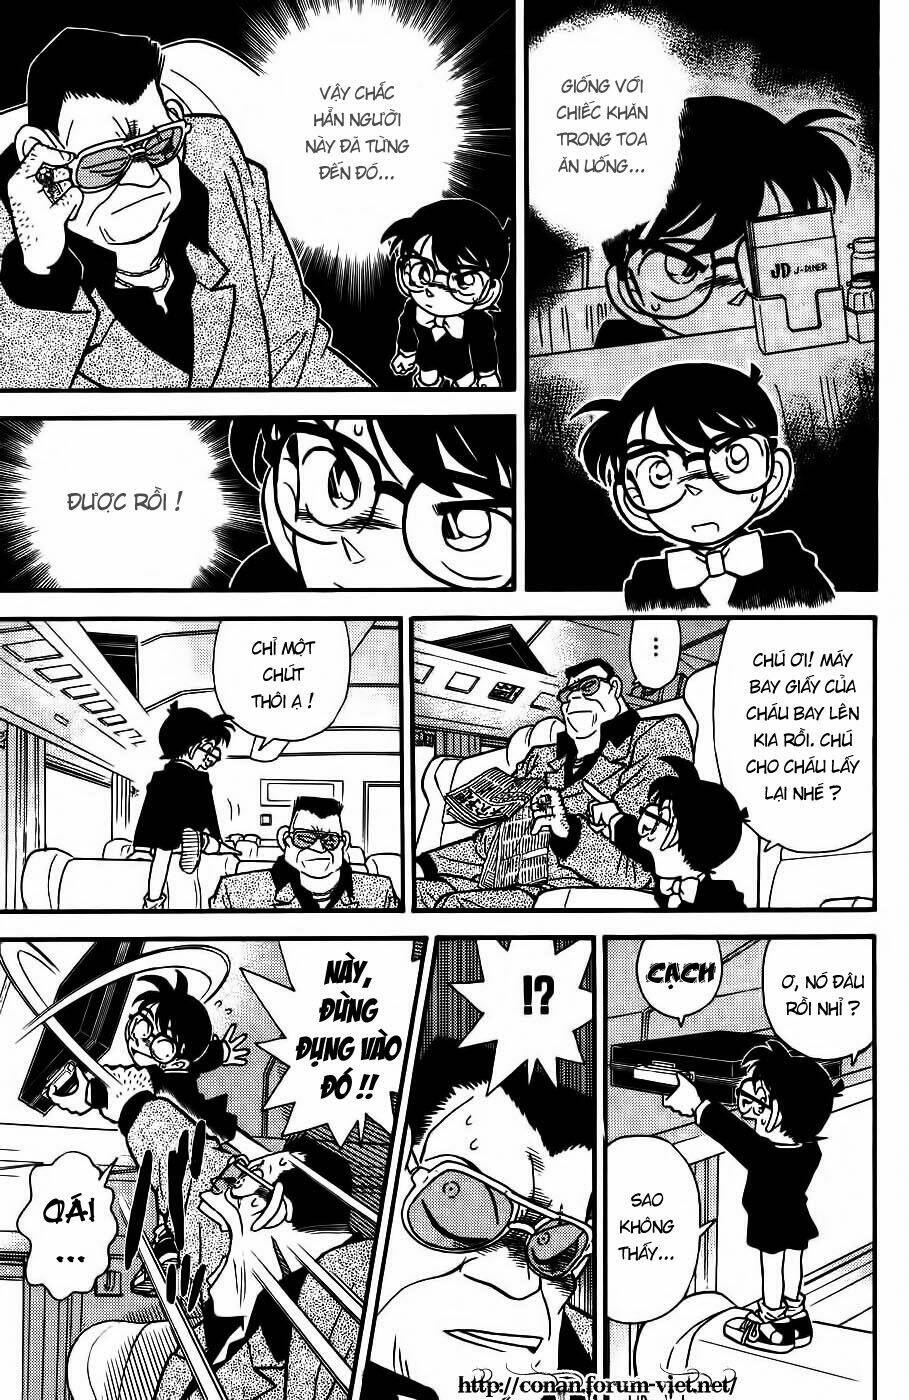 GIỐNG VỚI
CHIẾC KHĂN
TRONG TOA
ĂN UỐNG...
JD J-DINER
VẬY CHẮC
HẲN NGƯỜI
NÀY ĐÃ TỪNG
ĐẾN ĐÓ...
ĐƯỢC RỒI !
CHÚ ƠI! MÁY
BAY GIẤY CỦA
CHÁU BAY LÊN
KIA RỒI. CHÚ
CHO CHÁU LẤY
LẠI NHÉ ?
...
CHỈ MỘT
CHÚT
THÔI Ạ !
Ơ, NÓ ĐÂU
RỒI NHỈ ?
CẠCH
SAO
KHÔNG
THẤY...
!?
NÀY,
ĐỪNG
ĐỤNG VÀO
ĐÓ !!
OÁI
...
http://conan.forum-viet.net/